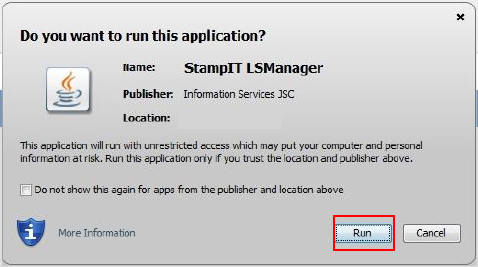 Do you want to run this application?
Name: StampIT LSManager
Publisher: Information Services JSC
Location:
This application will run with unrestricted access which may put your computer and personal
information at risk. Run this application only if you trust the location and publisher above.
Do not show this again for apps from the publisher and location above
More Information
Run
Cancel